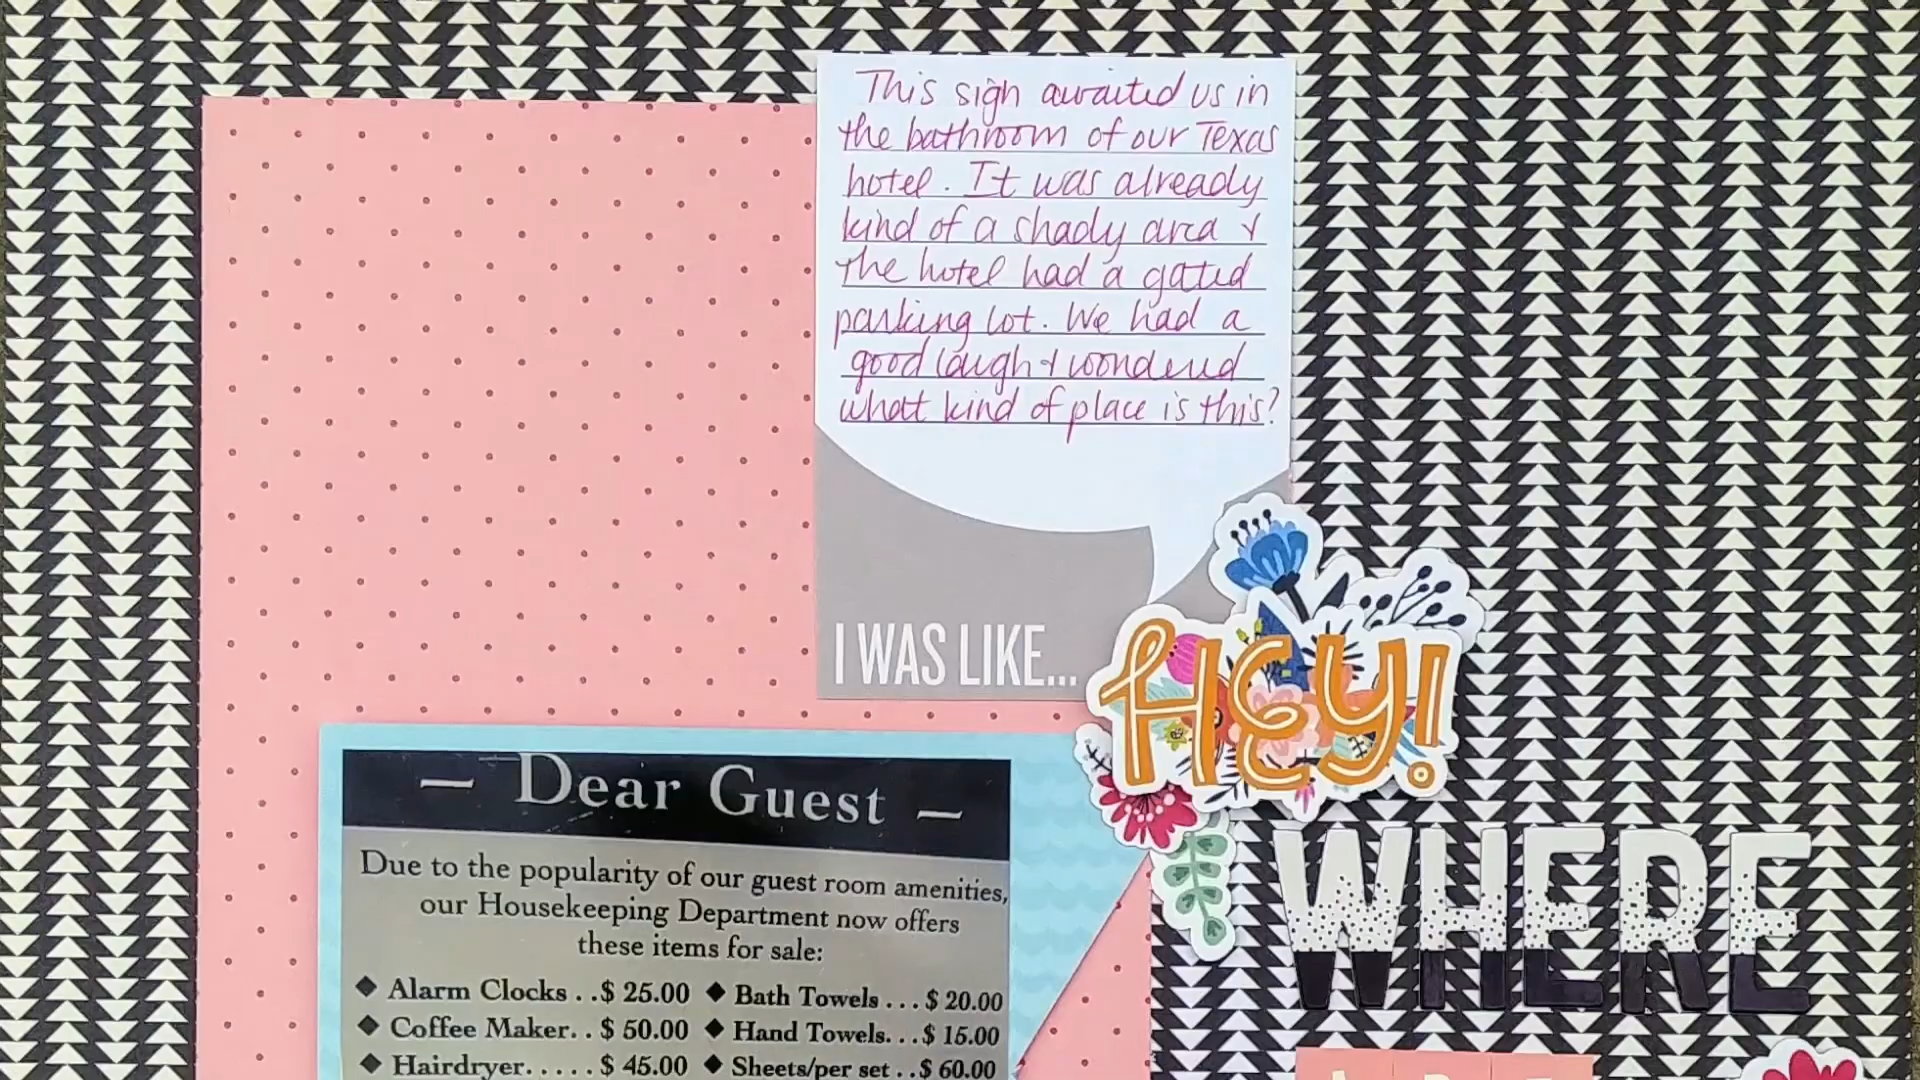 This sign awaited us in
the bathroom of our Texas
hotel. It was already
kind of a shady area &
the hotel had a gated
parking lot. We had a
good laugh & wondered
what kind of place is this?
I WAS LIKE...
HEY!
— Dear Guest —
Due to the popularity of our guest room amenities,
our Housekeeping Department now offers
these items for sale:
◆ Alarm Clocks . . $ 25.00 ◆ Bath Towels . . . $ 20.00
◆ Coffee Maker. . $ 50.00 ◆ Hand Towels. . . $ 15.00
◆ Hairdryer. . . . . $ 45.00 ◆ Sheets/per set . . $ 60.00
WHERE